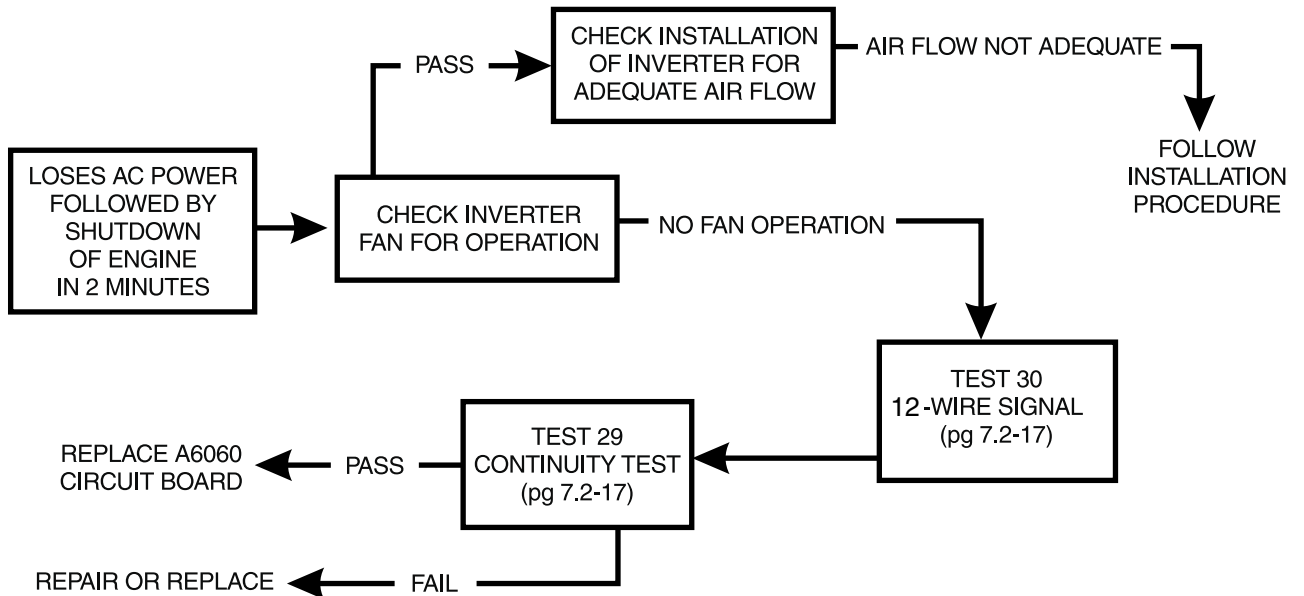 LOSES AC POWER
FOLLOWED BY
SHUTDOWN
OF ENGINE
IN 2 MINUTES
CHECK INVERTER
FAN FOR OPERATION
PASS
CHECK INSTALLATION
OF INVERTER FOR
ADEQUATE AIR FLOW
AIR FLOW NOT ADEQUATE
FOLLOW
INSTALLATION
PROCEDURE
NO FAN OPERATION
TEST 30
12-WIRE SIGNAL
(pg 7.2-17)
TEST 29
CONTINUITY TEST
(pg 7.2-17)
PASS
REPLACE A6060
CIRCUIT BOARD
FAIL
REPAIR OR REPLACE